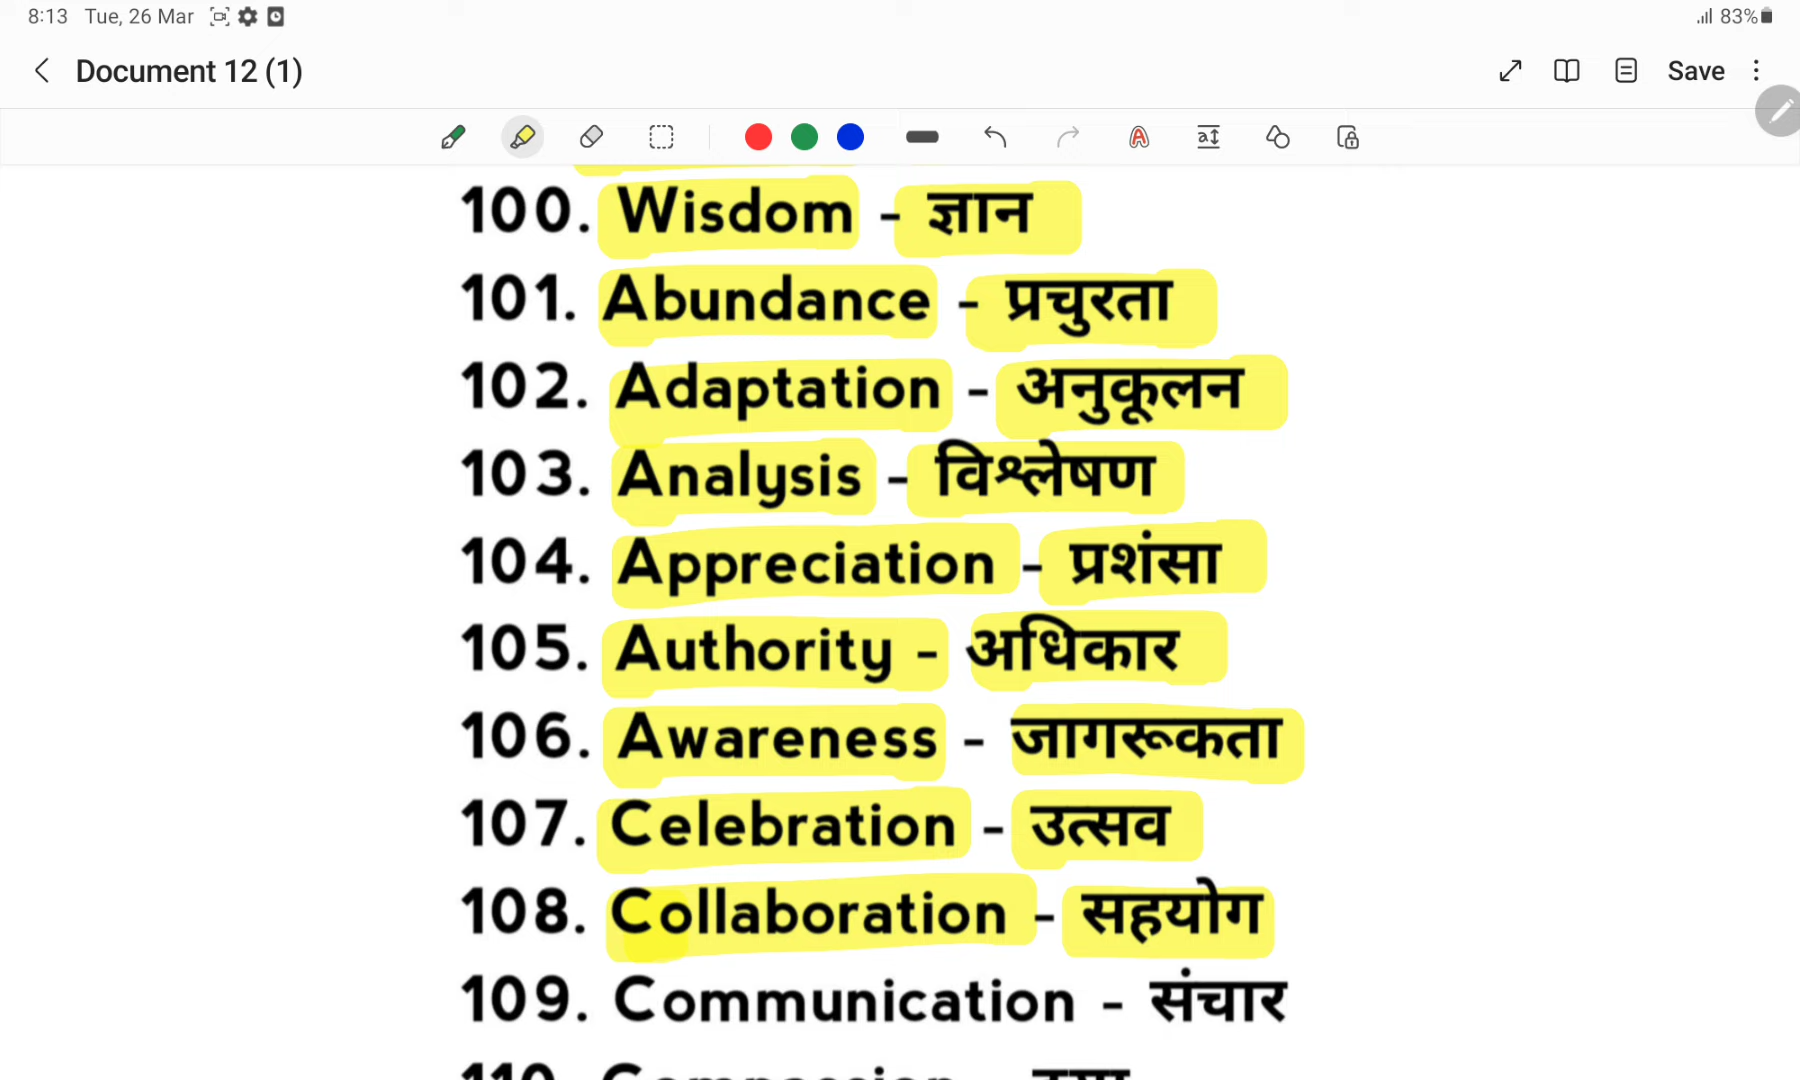 8:13 Tue, 26 Mar 83%
Document 12 (1) Save
100. Wisdom - ज्ञान
101. Abundance - प्रचुरता
102. Adaptation - अनुकूलन
103. Analysis - विश्लेषण
104. Appreciation - प्रशंसा
105. Authority - अधिकार
106. Awareness - जागरूकता
107. Celebration - उत्सव
108. Collaboration - सहयोग
109. Communication - संचार
110. Compassion -